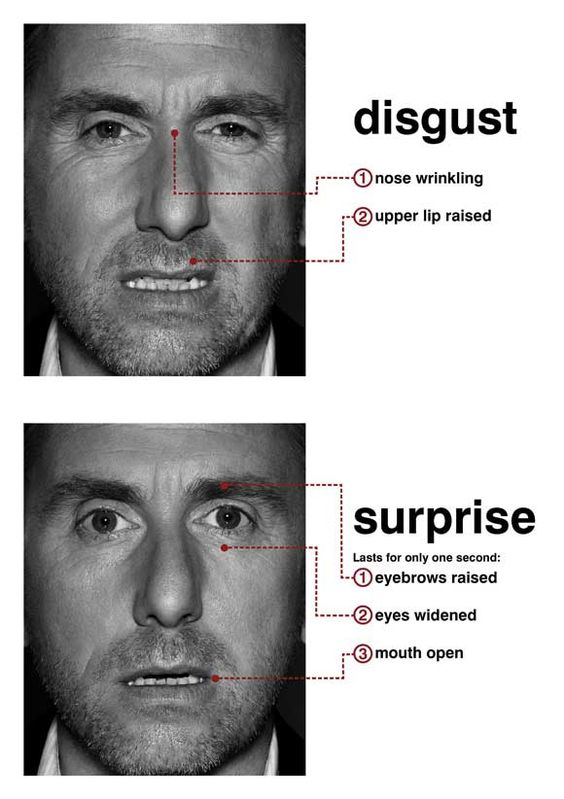 disgust
1 nose wrinkling
2 upper lip raised
surprise
Lasts for only one second:
1 eyebrows raised
2 eyes widened
3 mouth open